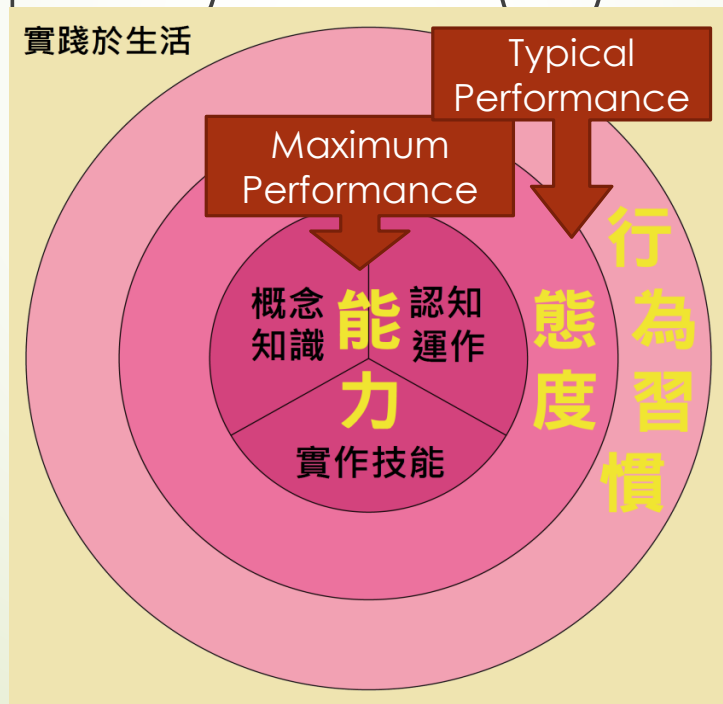 實踐於生活
Typical
Performance
Maximum
Performance
概念
知識
能力
認知
運作
實作技能
態度
行為習慣